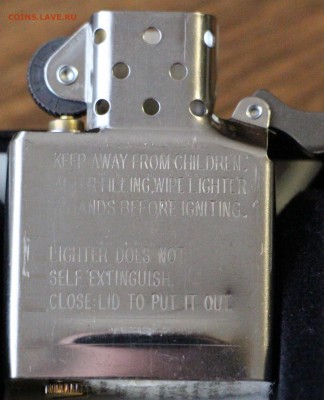 COINS.LAVE.RU
KEEP AWAY FROM CHILDREN.
AFTER FILLING, WIPE LIGHTER
HANDS BEFORE IGNITING.
LIGHTER DOES NOT
SELF EXTINGUISH.
CLOSE LID TO PUT IT OUT.